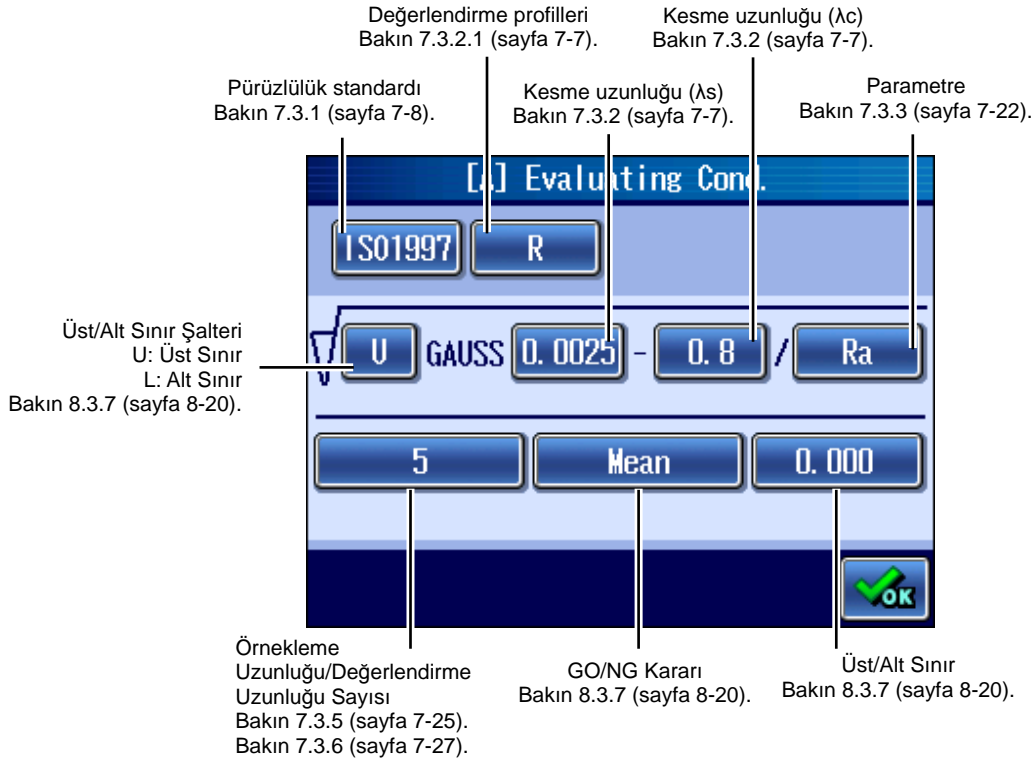 Değerlendirme profilleri
Bakın 7.3.2.1 (sayfa 7-7).
Kesme uzunluğu (λc)
Bakın 7.3.2 (sayfa 7-7).
Pürüzlülük standardı
Bakın 7.3.1 (sayfa 7-8).
Kesme uzunluğu (λs)
Bakın 7.3.2 (sayfa 7-7).
Parametre
Bakın 7.3.3 (sayfa 7-22).
[A] Evaluating Cond.
ISO1997 R
Üst/Alt Sınır Şalteri
U: Üst Sınır
L: Alt Sınır
Bakın 8.3.7 (sayfa 8-20).
U GAUSS 0.0025 - 0.8 / Ra
5 Mean 0.000
OK
Örnekleme
Uzunluğu/Değerlendirme
Uzunluğu Sayısı
Bakın 7.3.5 (sayfa 7-25).
Bakın 7.3.6 (sayfa 7-27).
GO/NG Kararı
Bakın 8.3.7 (sayfa 8-20).
Üst/Alt Sınır
Bakın 8.3.7 (sayfa 8-20).